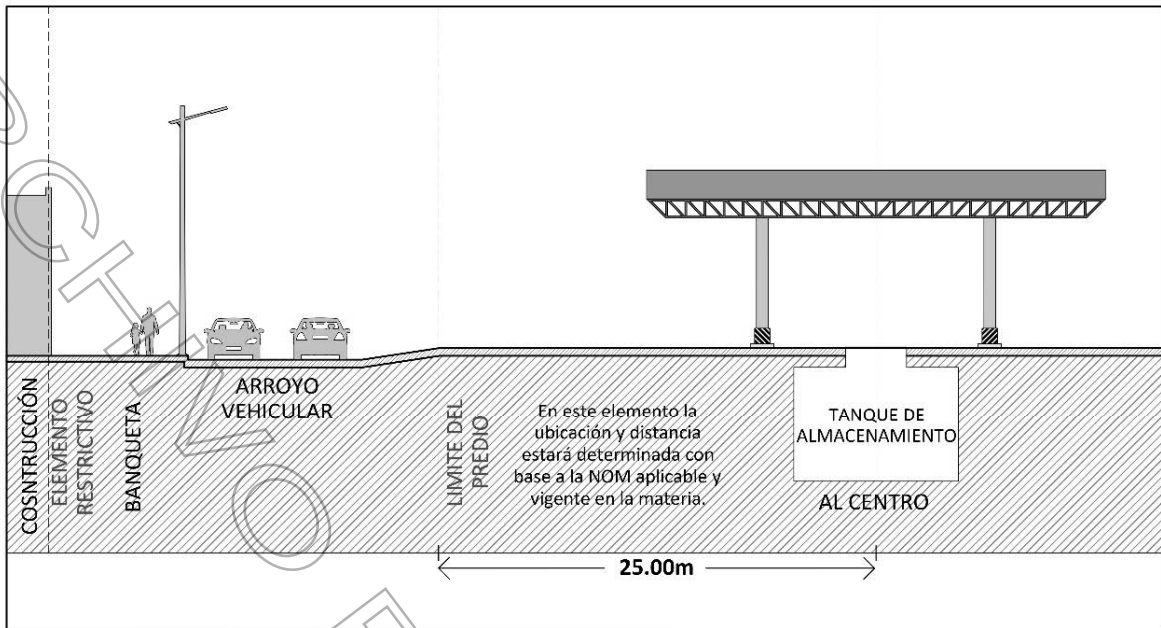 COSNTRUCCIÓN
ELEMENTO
RESTRICTIVO
BANQUETA
ARROYO
VEHICULAR
LIMITE DEL
PREDIO
En este elemento la
ubicación y distancia
estará determinada con
base a la NOM aplicable y
vigente en la materia.
TANQUE DE
ALMACENAMIENTO
AL CENTRO
25.00m